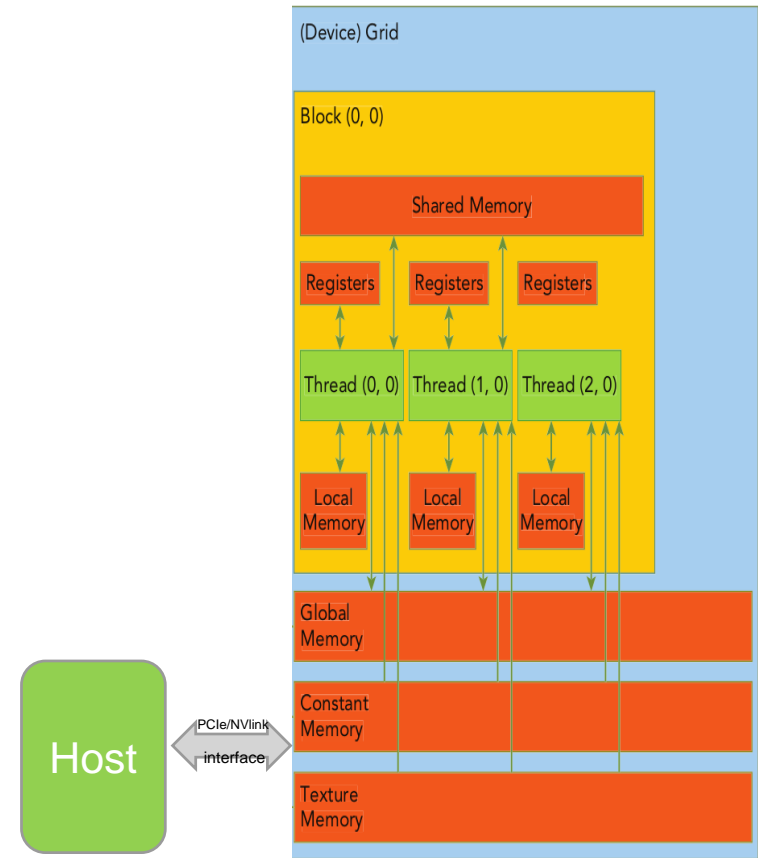 (Device) Grid
Block (0, 0)
Shared Memory
Registers
Registers
Registers
Thread (0, 0)
Thread (1, 0)
Thread (2, 0)
Local
Memory
Local
Memory
Local
Memory
Global
Memory
Constant
Memory
Texture
Memory
Host
PCIe/NVlink
interface